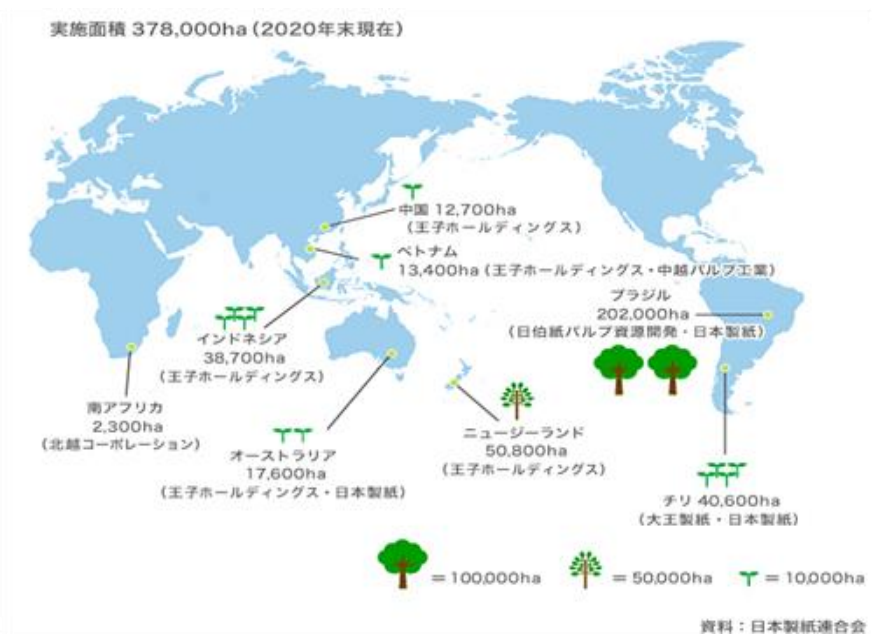 実施面積 378,000ha（2020年末現在）
中国 12,700ha
（王子ホールディングス）
ベトナム
13,400ha（王子ホールディングス・中越パルプ工業）
ブラジル
202,000ha
（日伯紙パルプ資源開発・日本製紙）
インドネシア
38,700ha
（王子ホールディングス）
南アフリカ
2,300ha
（北越コーポレーション）
オーストラリア
17,600ha
（王子ホールディングス・日本製紙）
ニュージーランド
50,800ha
（王子ホールディングス）
チリ 40,600ha
（大王製紙・日本製紙）
＝100,000ha ＝50,000ha ＝10,000ha
資料：日本製紙連合会